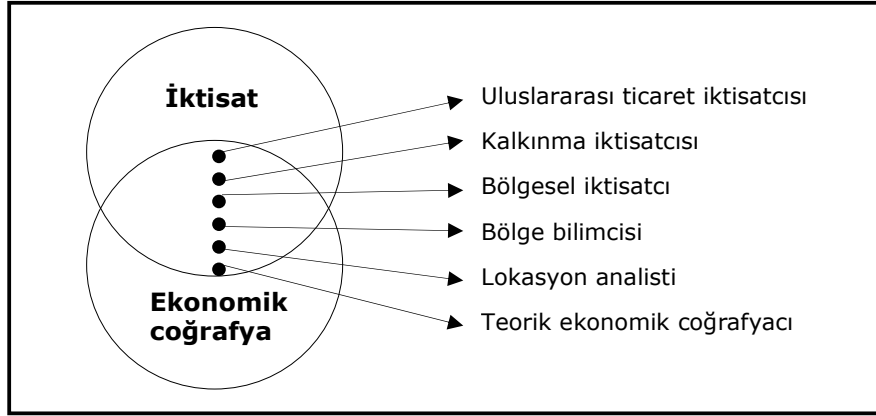 İktisat
Ekonomik
coğrafya
Uluslararası ticaret iktisatcısı
Kalkınma iktisatcısı
Bölgesel iktisatcı
Bölge bilimcisi
Lokasyon analisti
Teorik ekonomik coğrafyacı